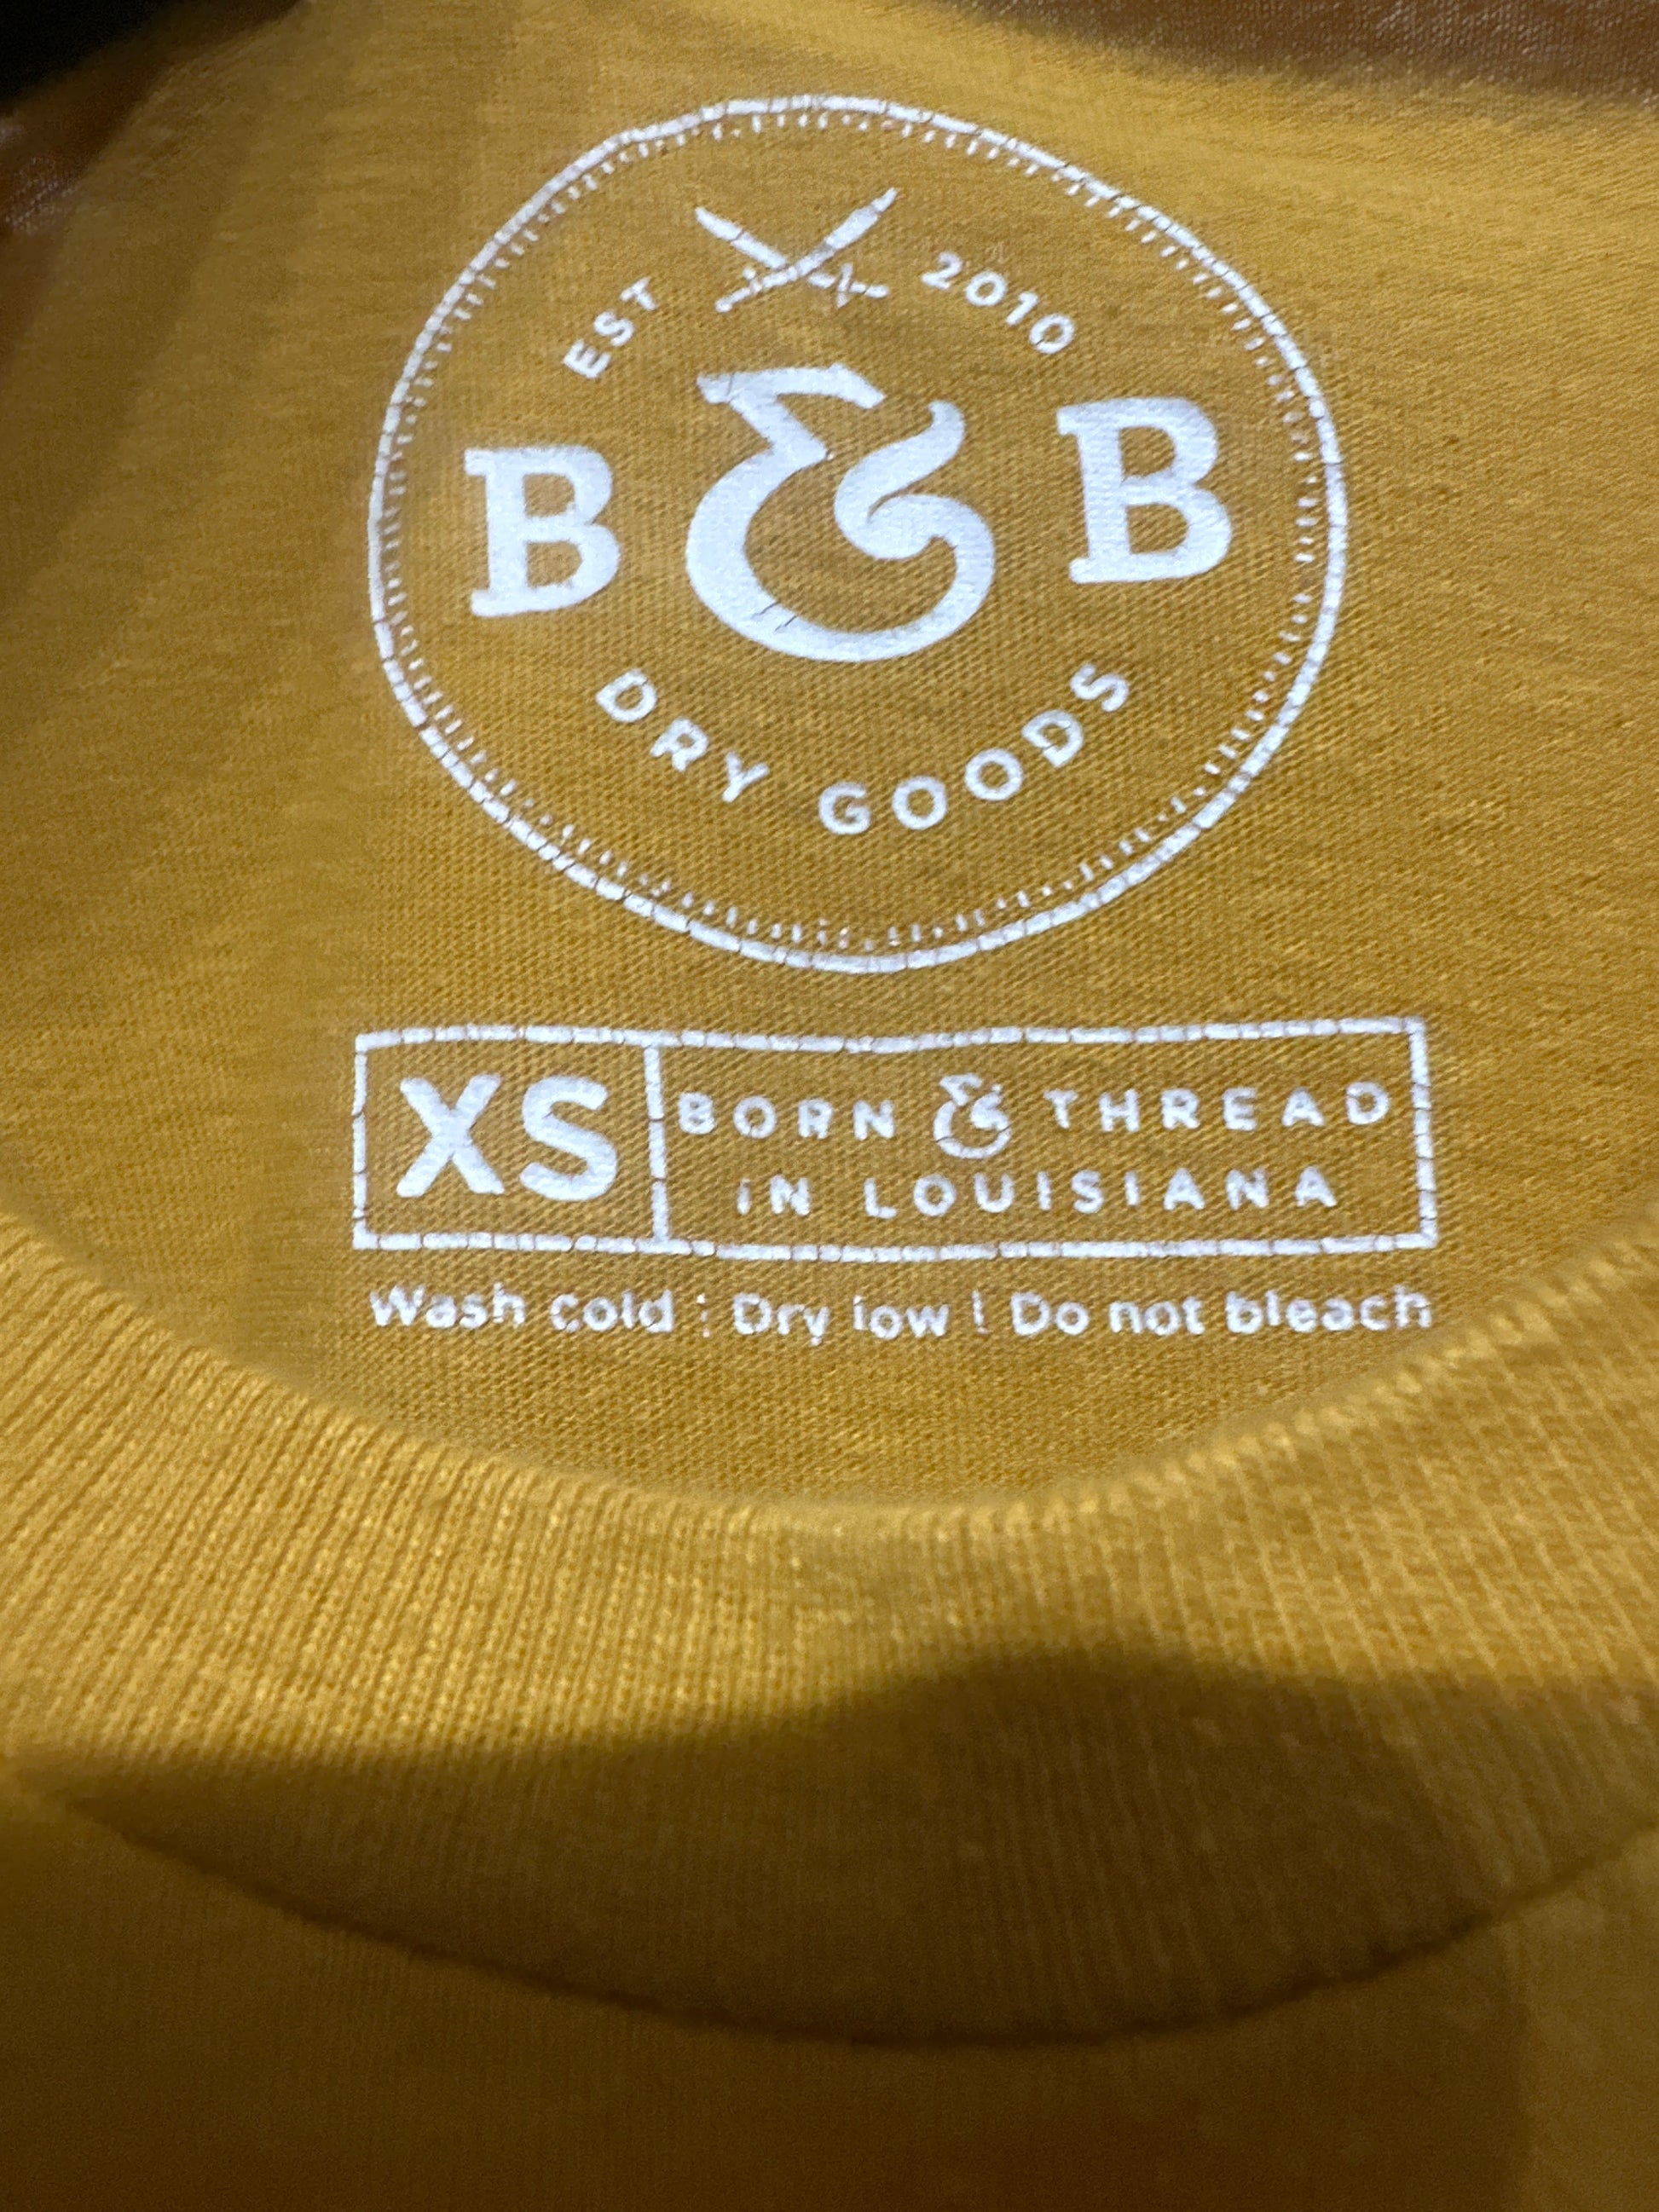 EST 2010
B & B
DRY GOODS
XS
BORN & THREAD
IN LOUISIANA
Wash cold | Dry low | Do not bleach